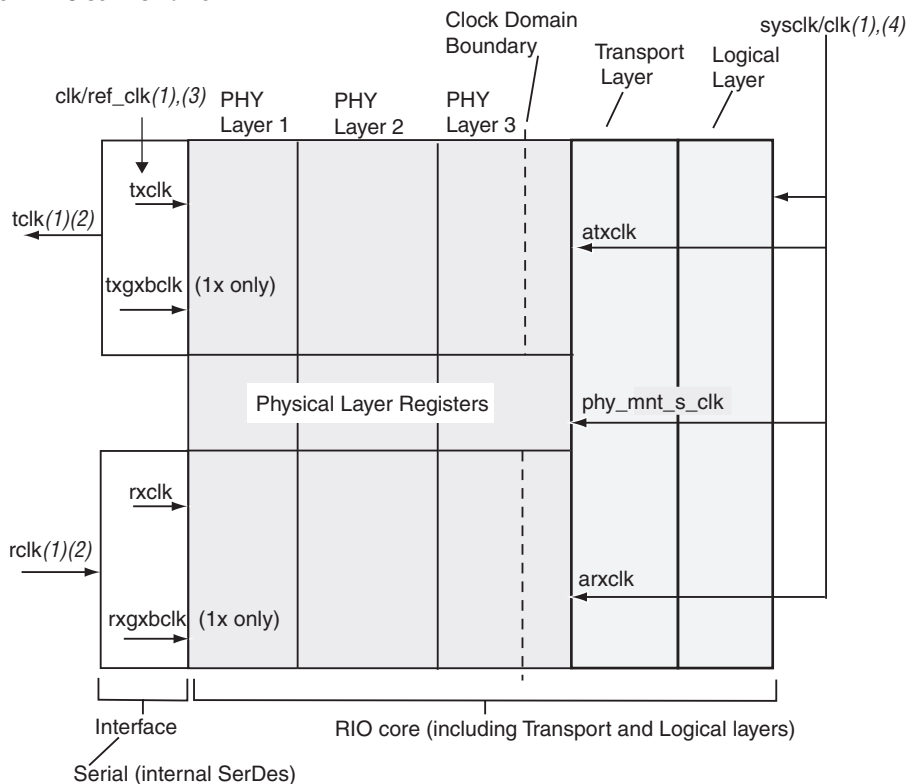 Clock Domain
Boundary
sysclk/clk(1),(4)
Transport
Layer
Logical
Layer
clk/ref_clk(1),(3)
PHY
Layer 1
PHY
Layer 2
PHY
Layer 3
txclk
tclk(1)(2)
atxclk
txgxbclk (1x only)
Physical Layer Registers
phy_mnt_s_clk
rxclk
rclk(1)(2)
arxclk
rxgxbclk (1x only)
Interface
RIO core (including Transport and Logical layers)
Serial (internal SerDes)